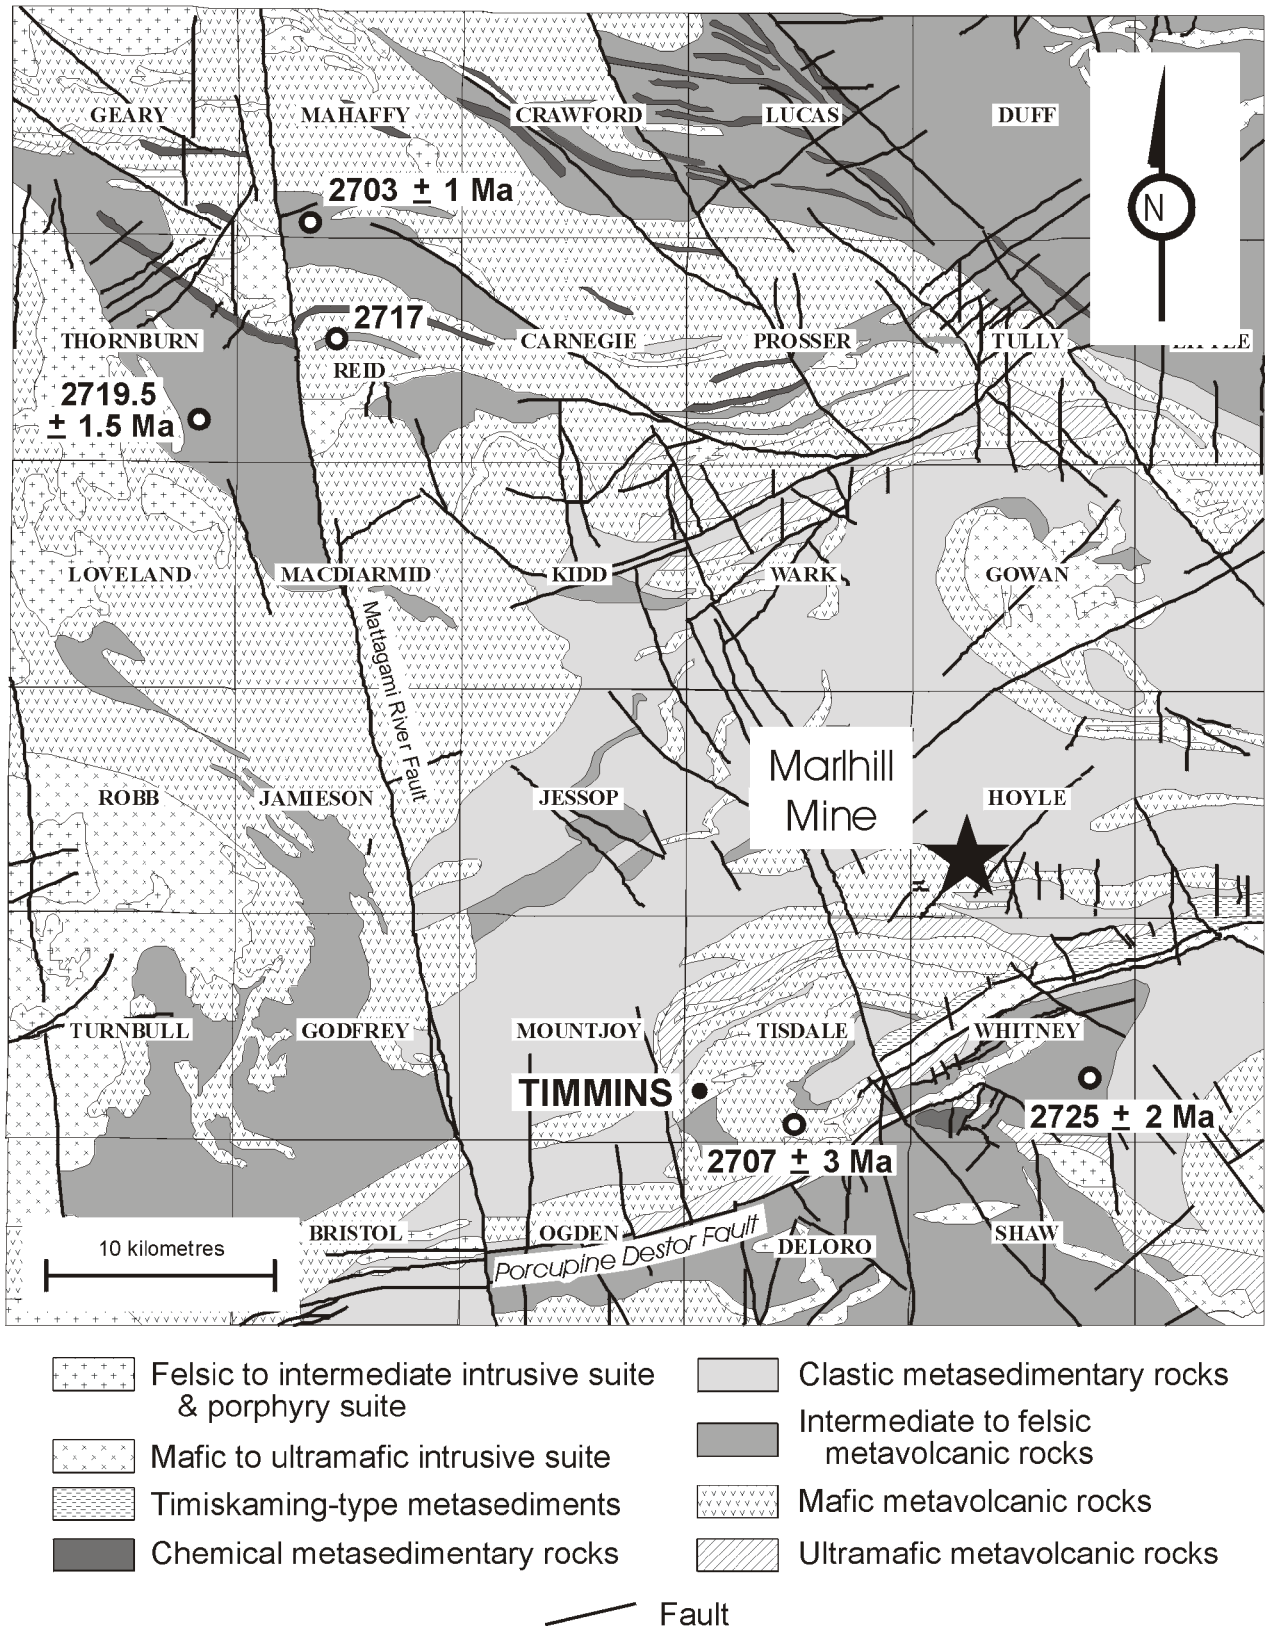 GEARY
MAHAFFY
CRAWFORD
LUCAS
DUFF
2703 ± 1 Ma
N
2717
THORNBURN
CARNEGIE
PROSSER
TULLY
REID
2719.5
± 1.5 Ma
LOVELAND
MACDIARMID
KIDD
WARK
GOWAN
Mattagami River Fault
Marlhill
Mine
ROBB
JAMIESON
JESSOP
HOYLE
TURNBULL
GODFREY
MOUNTJOY
TISDALE
WHITNEY
TIMMINS
2725 ± 2 Ma
2707 ± 3 Ma
BRISTOL
OGDEN
DELORO
SHAW
Porcupine Destor Fault
10 kilometres
Felsic to intermediate intrusive suite
& porphyry suite
Mafic to ultramafic intrusive suite
Timiskaming-type metasediments
Chemical metasedimentary rocks
Clastic metasedimentary rocks
Intermediate to felsic
metavolcanic rocks
Mafic metavolcanic rocks
Ultramafic metavolcanic rocks
Fault